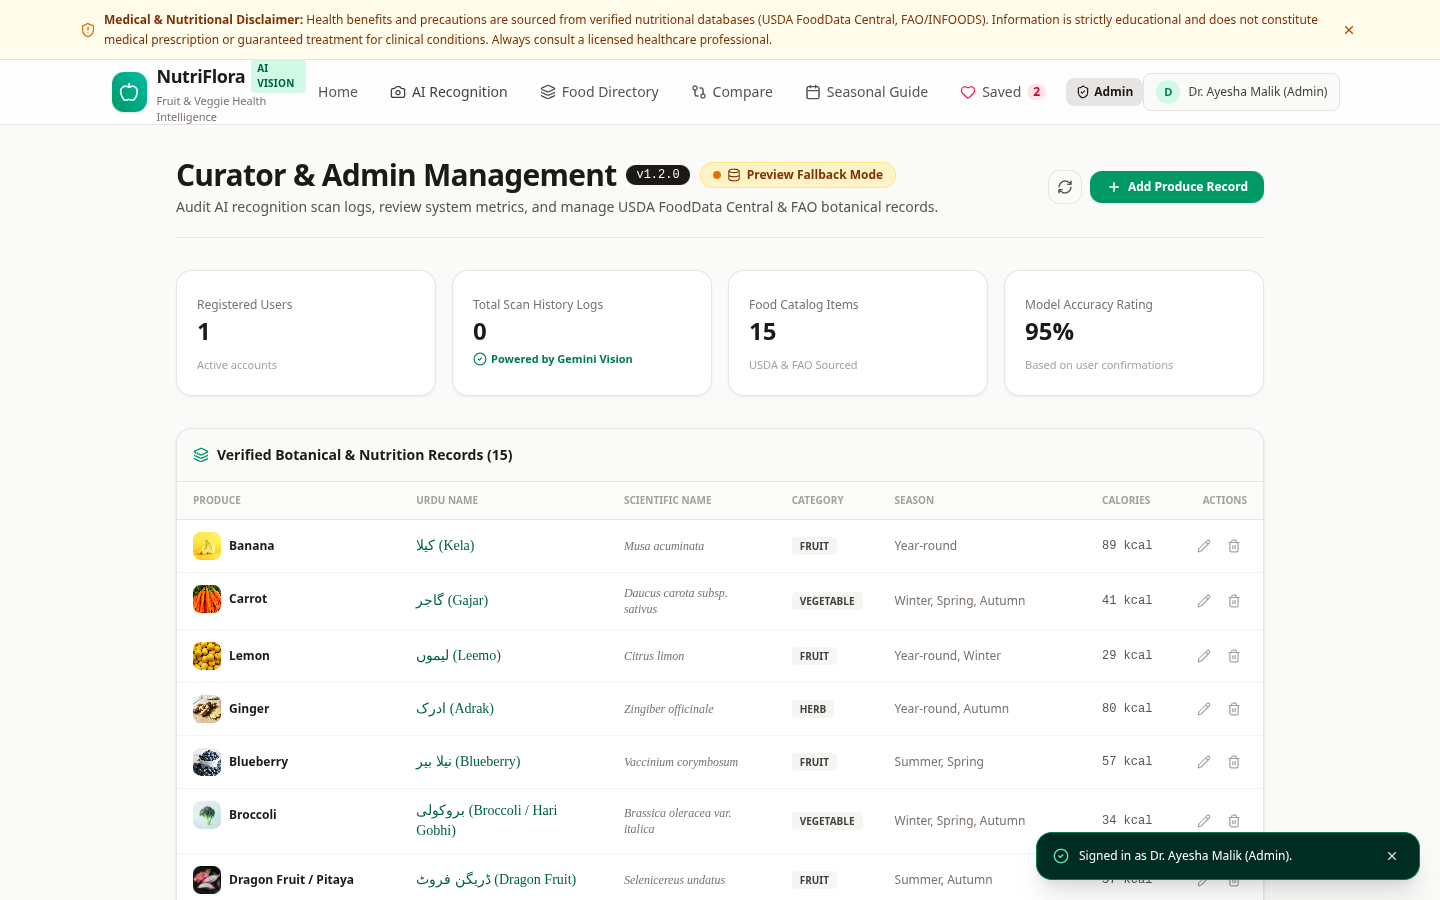 Medical & Nutritional Disclaimer: Health benefits and precautions are sourced from verified nutritional databases (USDA FoodData Central, FAO/INFOODS). Information is strictly educational and does not constitute
medical prescription or guaranteed treatment for clinical conditions. Always consult a licensed healthcare professional.
NutriFlora
AI
VISION
Fruit & Veggie Health
Intelligence
Home
AI Recognition
Food Directory
Compare
Seasonal Guide
Saved 2
Admin
D
Dr. Ayesha Malik (Admin)
Curator & Admin Management v1.2.0 Preview Fallback Mode
Audit AI recognition scan logs, review system metrics, and manage USDA FoodData Central & FAO botanical records.
Add Produce Record
Registered Users
1
Active accounts
Total Scan History Logs
0
Powered by Gemini Vision
Food Catalog Items
15
USDA & FAO Sourced
Model Accuracy Rating
95%
Based on user confirmations
Verified Botanical & Nutrition Records (15)
PRODUCE URDU NAME SCIENTIFIC NAME CATEGORY SEASON CALORIES ACTIONS
Banana کیلا (Kela) Musa acuminata FRUIT Year-round 89 kcal
Carrot گاجر (Gajar) Daucus carota subsp.
sativus VEGETABLE Winter, Spring, Autumn 41 kcal
Lemon لیموں (Leemo) Citrus limon FRUIT Year-round, Winter 29 kcal
Ginger ادرک (Adrak) Zingiber officinale HERB Year-round, Autumn 80 kcal
Blueberry نیلا بیر (Blueberry) Vaccinium corymbosum FRUIT Summer, Spring 57 kcal
Broccoli بروکولی (Broccoli / Hari
Gobhi) Brassica oleracea var.
italica VEGETABLE Winter, Spring, Autumn 34 kcal
Dragon Fruit / Pitaya ڈریگن فروٹ (Dragon Fruit) Selenicereus undatus FRUIT Summer, Autumn
Signed in as Dr. Ayesha Malik (Admin).